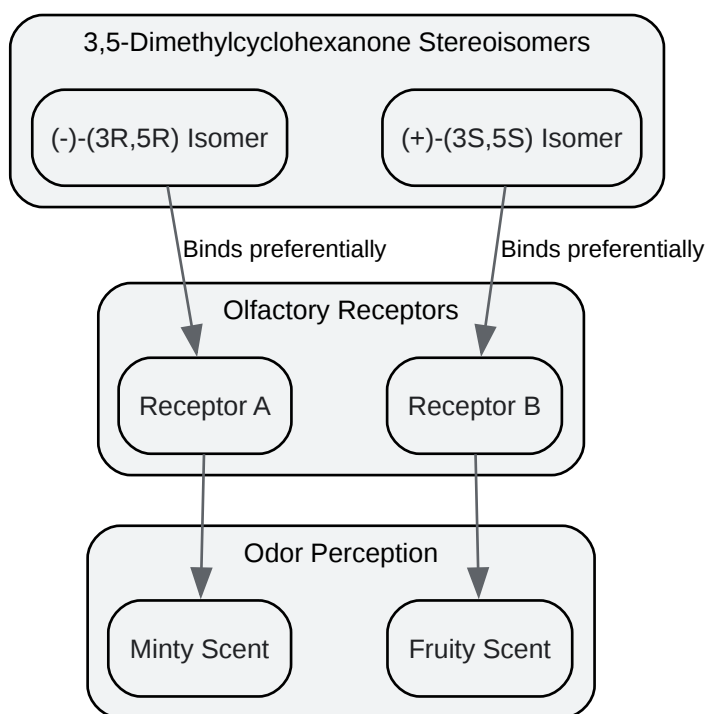 3,5-Dimethylcyclohexanone Stereoisomers
(-)-(3R,5R) Isomer
(+)-(3S,5S) Isomer
Binds preferentially
Binds preferentially
Olfactory Receptors
Receptor A
Receptor B
Odor Perception
Minty Scent
Fruity Scent